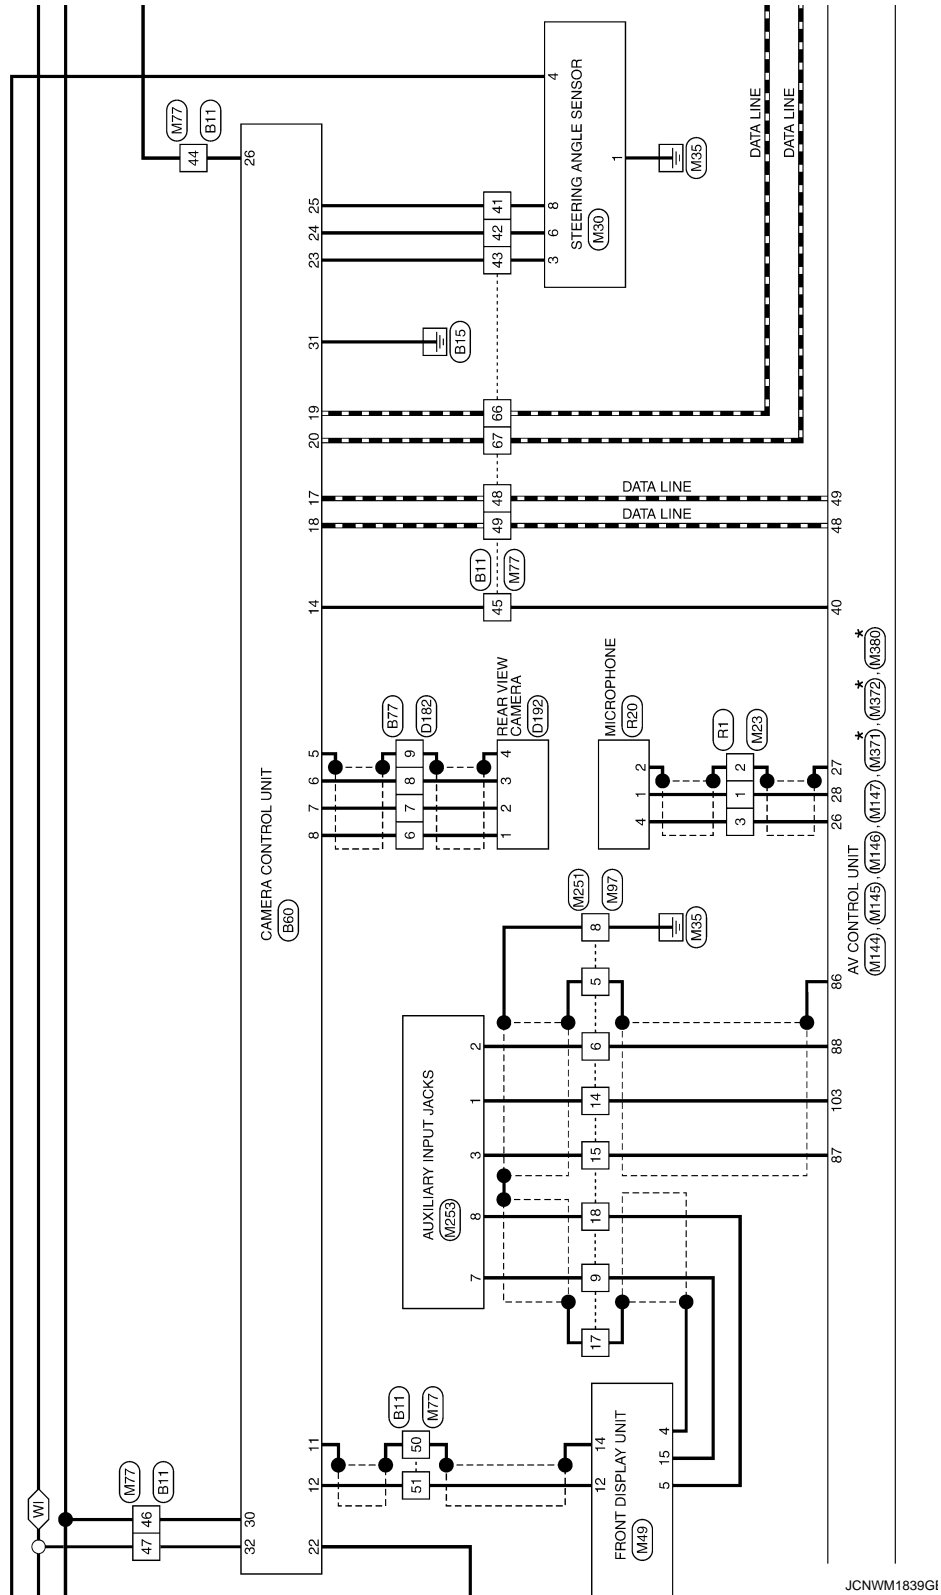 4
STEERING ANGLE SENSOR
M30
1
M35
DATA LINE
DATA LINE
M77
B11
44
26
25
41
8
24
42
6
23
43
3
31
B15
19
66
20
67
17
48
DATA LINE
49
18
49
DATA LINE
48
B11
M77
14
45
40
CAMERA CONTROL UNIT
B60
5
6
7
8
B77
D182
9
8
7
6
REAR VIEW
CAMERA
D192
4
3
2
1
MICROPHONE
R20
2
1
4
R1
M23
2
1
3
27
28
26
AV CONTROL UNIT
M144 , M145 , M146 , M147 , M371 * , M372 * , M380 *
M251
M97
8
M35
5
86
AUXILIARY INPUT JACKS
M253
2
6
88
1
14
103
3
15
87
8
18
7
9
17
11
12
B11
M77
50
51
14
12
FRONT DISPLAY UNIT
M49
4
15
5
WI
M77
B11
46
30
47
32
22
JCNWM1839G